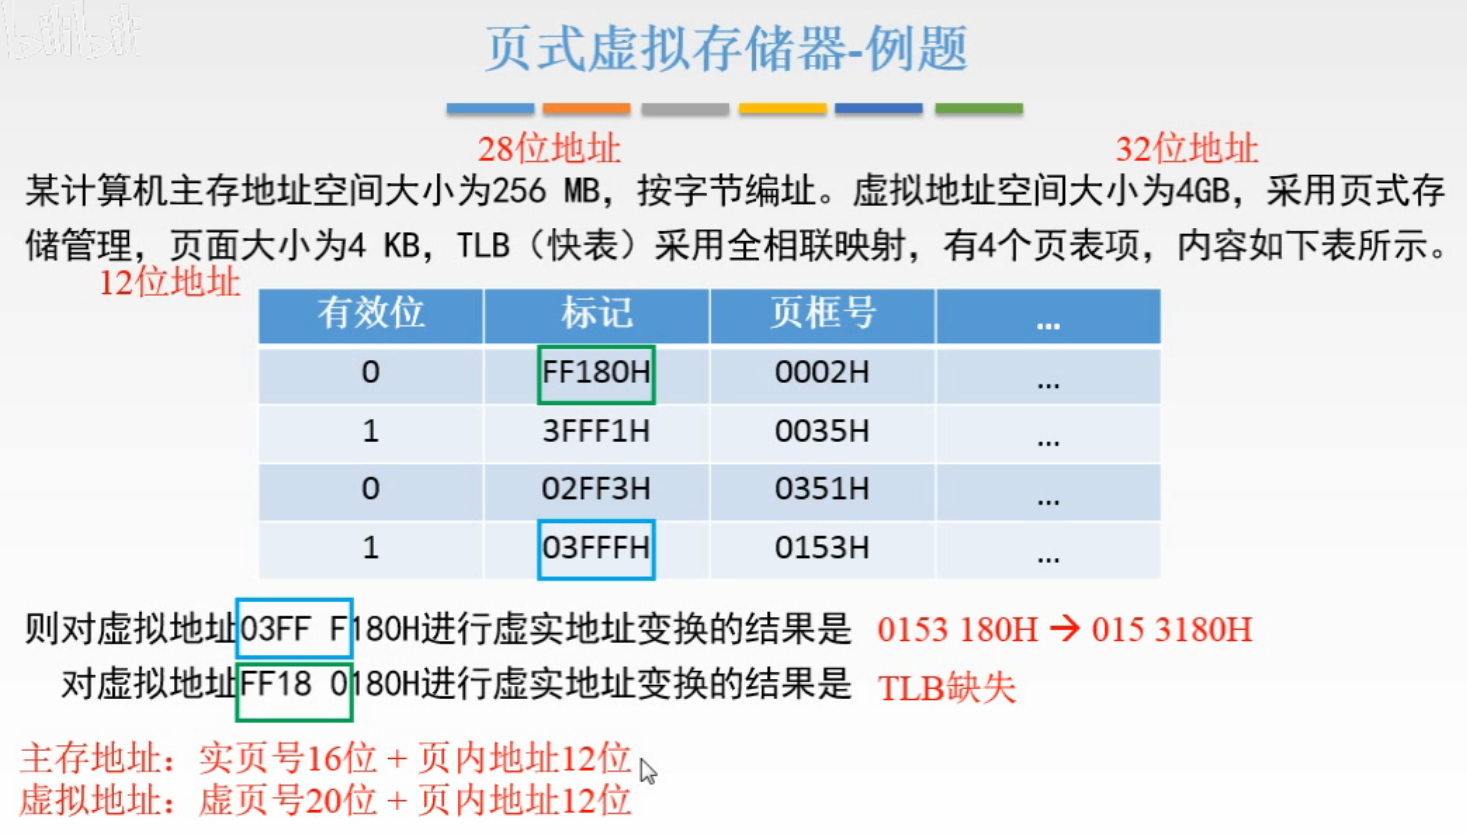 bilibili
页式虚拟存储器-例题
28位地址 32位地址
某计算机主存地址空间大小为256 MB，按字节编址。虚拟地址空间大小为4GB，采用页式存
储管理，页面大小为4 KB，TLB（快表）采用全相联映射，有4个页表项，内容如下表所示。
12位地址
有效位 标记 页框号 ...
0 FF180H 0002H ...
1 3FFF1H 0035H ...
0 02FF3H 0351H ...
1 03FFFH 0153H ...
则对虚拟地址03FF F180H进行虚实地址变换的结果是 0153 180H → 015 3180H
对虚拟地址FF18 0180H进行虚实地址变换的结果是 TLB缺失
主存地址：实页号16位 + 页内地址12位
虚拟地址：虚页号20位 + 页内地址12位